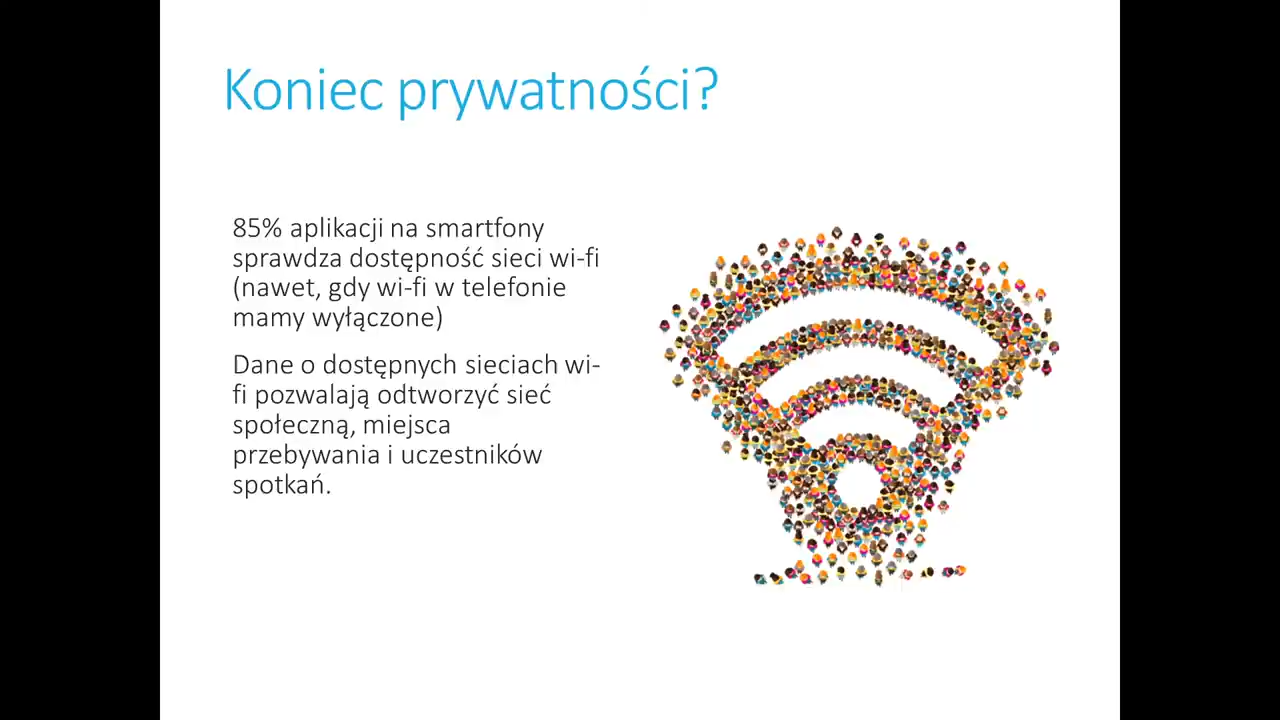 Koniec prywatności?
85% aplikacji na smartfony
sprawdza dostępność sieci wi-fi
(nawet, gdy wi-fi w telefonie
mamy wyłączone)
Dane o dostępnych sieciach wi-
fi pozwalają odtworzyć sieć
społeczną, miejsca
przebywania i uczestników
spotkań.